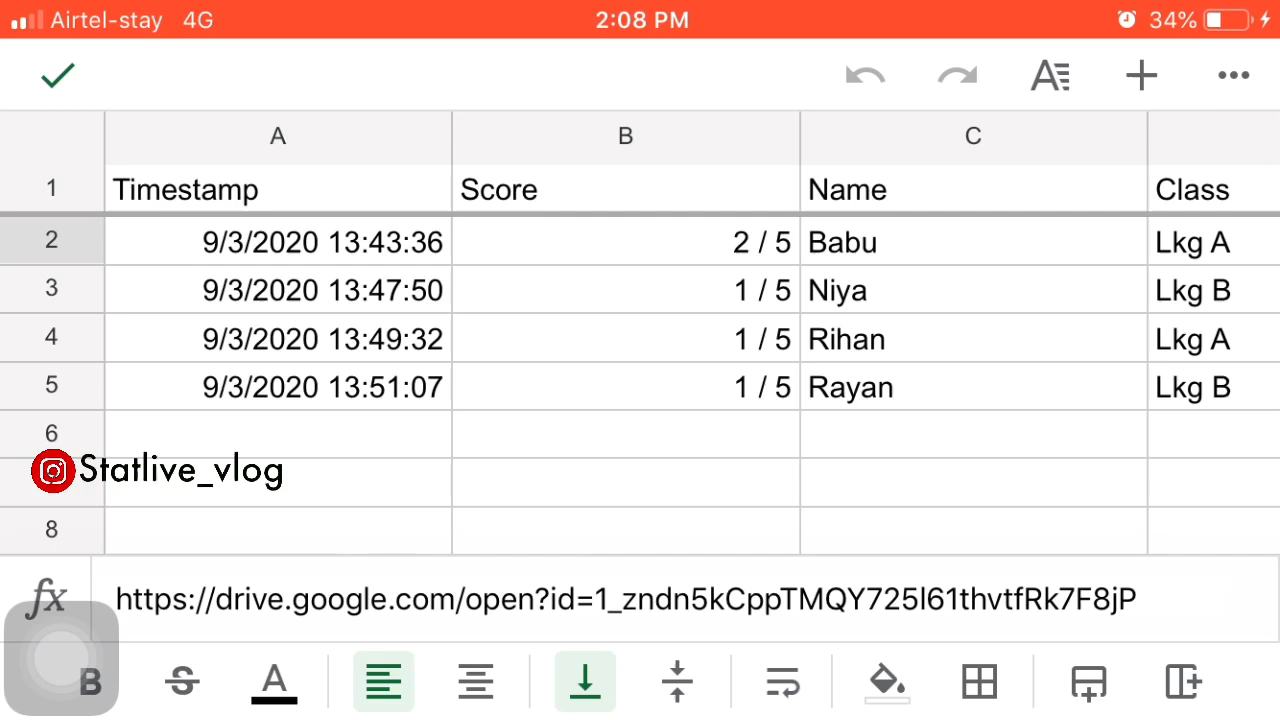 Airtel-stay 4G 2:08 PM 34%
A B C
1 Timestamp Score Name Class
2 9/3/2020 13:43:36 2 / 5 Babu Lkg A
3 9/3/2020 13:47:50 1 / 5 Niya Lkg B
4 9/3/2020 13:49:32 1 / 5 Rihan Lkg A
5 9/3/2020 13:51:07 1 / 5 Rayan Lkg B
6
Statlive_vlog
8
fx https://drive.google.com/open?id=1_zndn5kCppTMQY725l61thvtfRk7F8jP
B S A